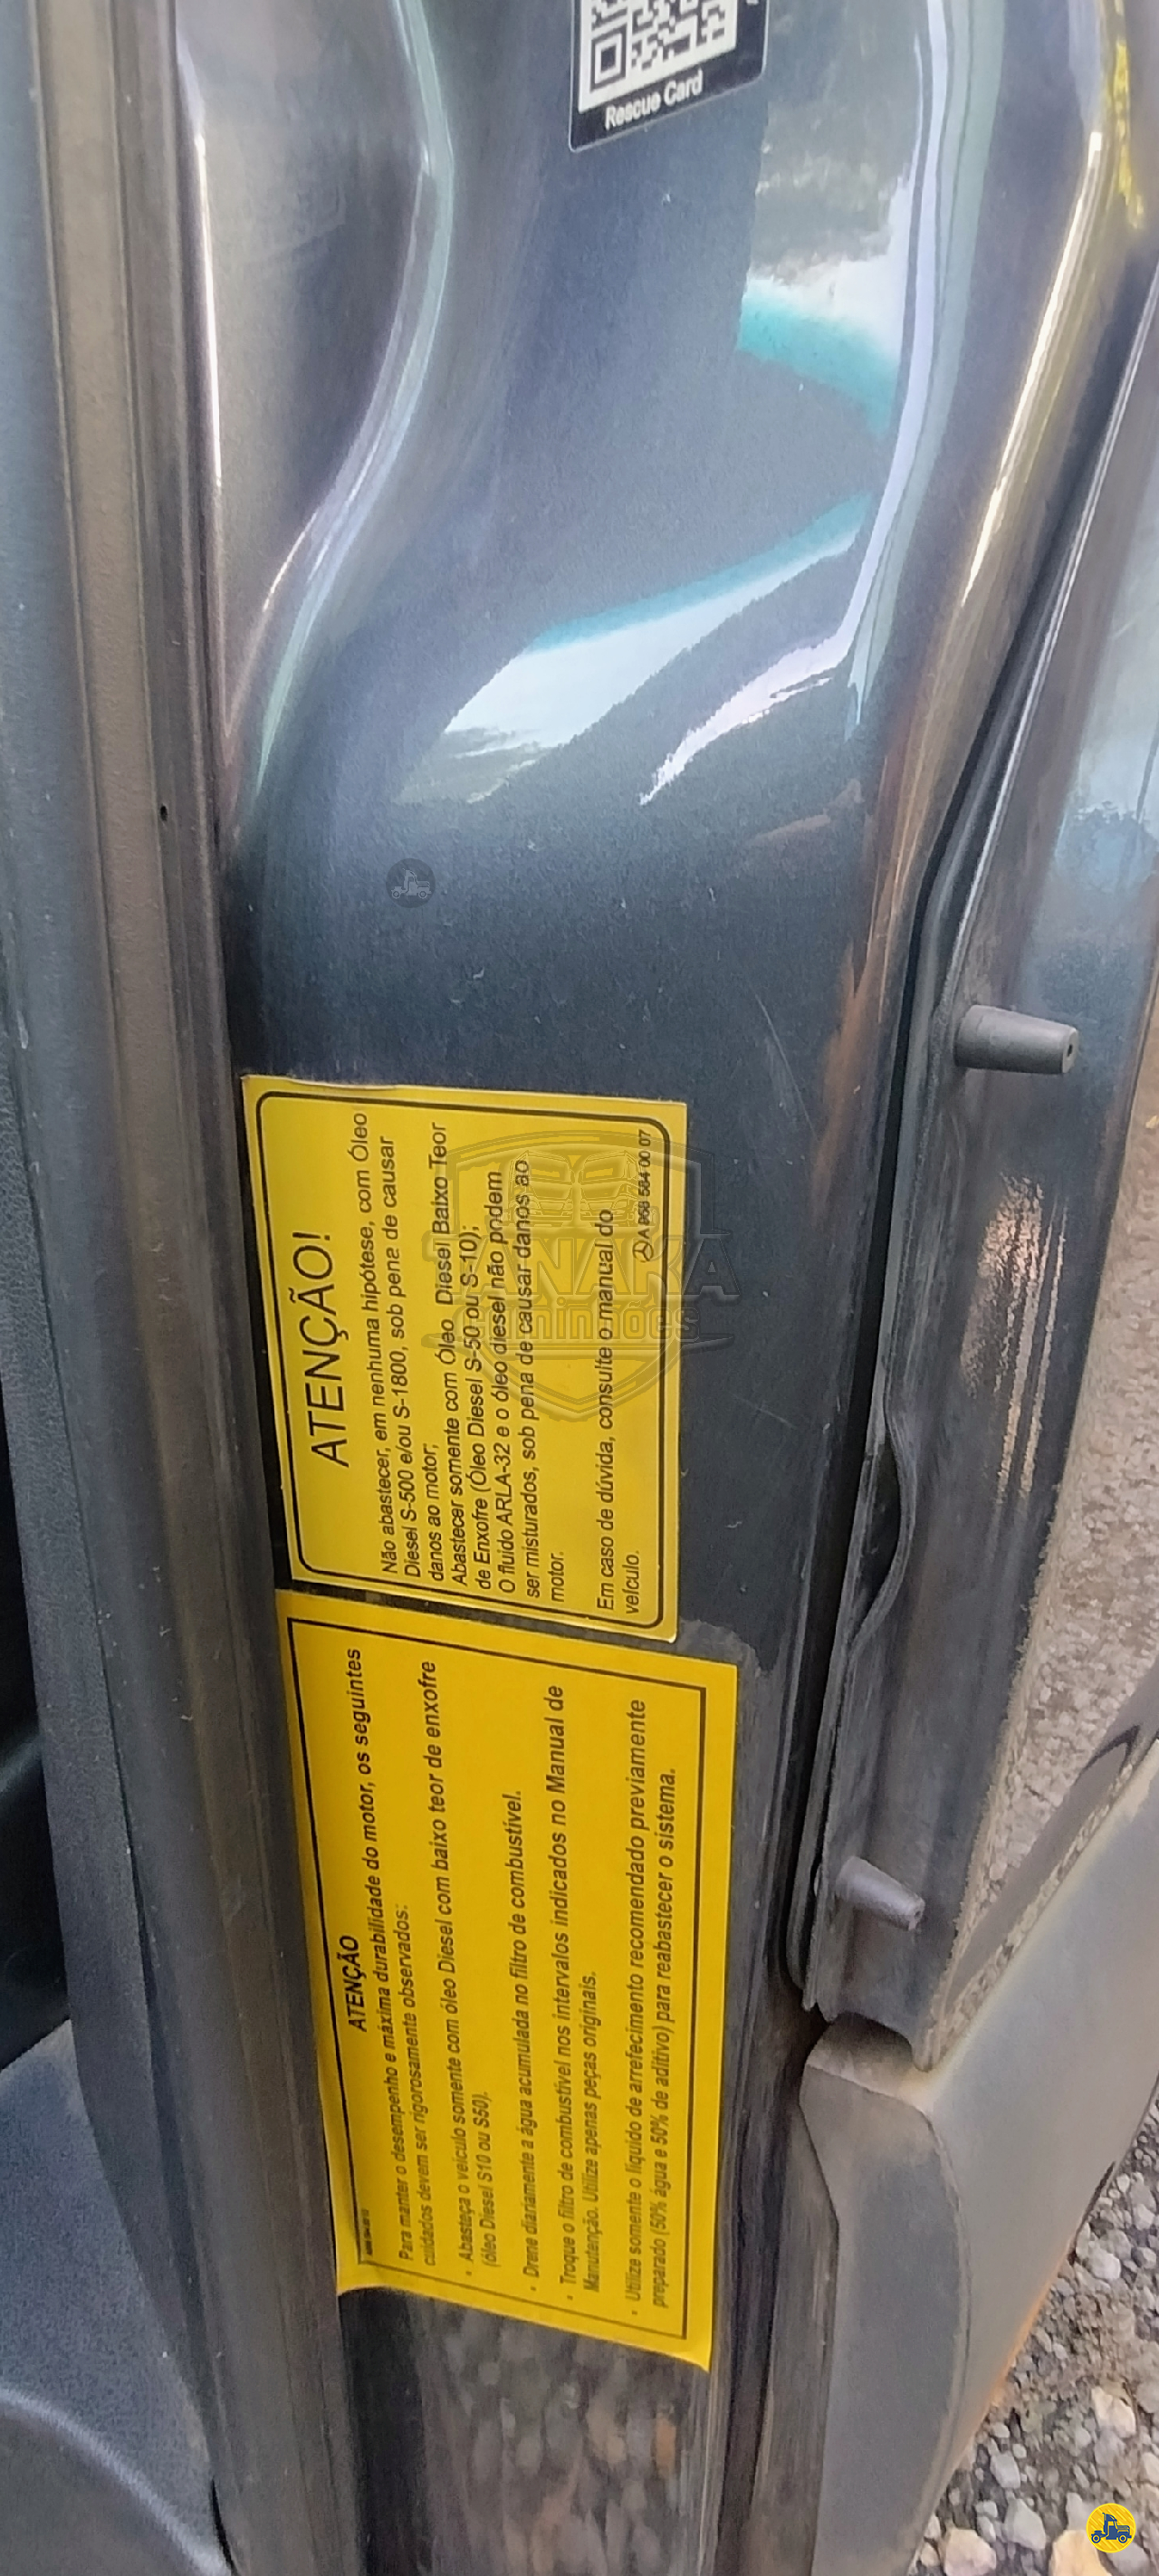 Rescue Card
ATENÇÃO!
Não abastecer, em nenhuma hipótese, com Óleo
Diesel S-500 e/ou S-1800, sob pena de causar
danos ao motor;
Abastecer somente com Óleo Diesel Baixo Teor
de Enxofre (Óleo Diesel S-50 ou S-10);
O fluído ARLA-32 e o óleo diesel não podem
ser misturados, sob pena de causar danos ao
motor.
Em caso de dúvida, consulte o manual do
veículo.
A 958 584 00 07
TANAKA
Caminhões
ATENÇÃO
Para manter o desempenho e máxima durabilidade do motor, os seguintes
cuidados devem ser rigorosamente observados:
• Abasteça o veículo somente com óleo Diesel com baixo teor de enxofre
(óleo Diesel S10 ou S50).
• Drene diariamente a água acumulada no filtro de combustível.
• Troque o filtro de combustível nos intervalos indicados no Manual de
Manutenção. Utilize apenas peças originais.
• Utilize somente o líquido de arrefecimento recomendado previamente
preparado (50% água e 50% de aditivo) para reabastecer o sistema.